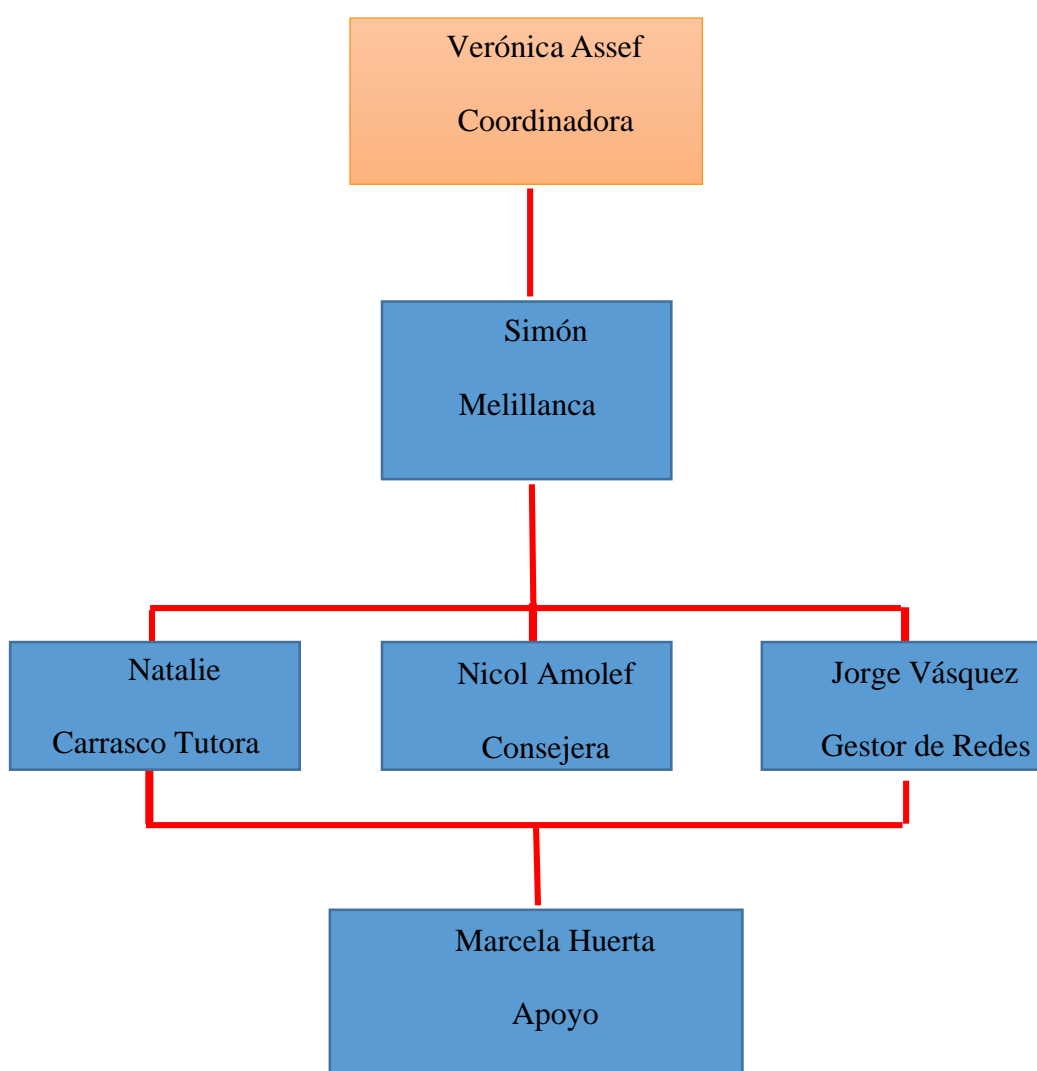 Verónica Assef
Coordinadora
Simón
Melillanca
Natalie
Carrasco Tutora
Nicol Amolef
Consejera
Jorge Vásquez
Gestor de Redes
Marcela Huerta
Apoyo